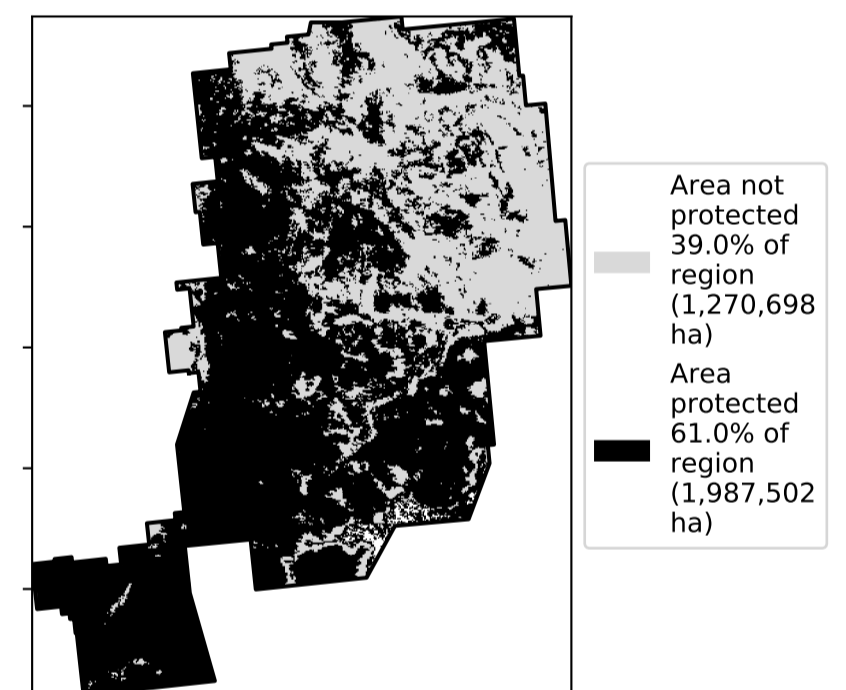 Area not
protected
39.0% of
region
(1,270,698
ha)
Area
protected
61.0% of
region
(1,987,502
ha)